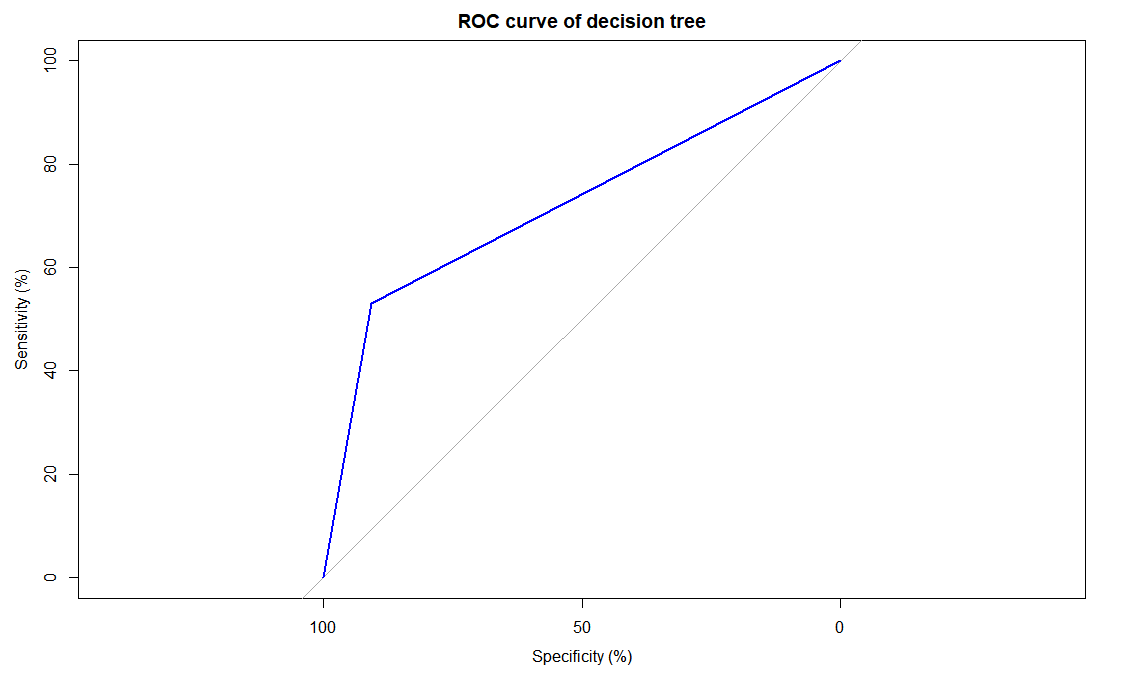 ROC curve of decision tree
100
80
60
40
20
0
Sensitivity (%)
100 50 0
Specificity (%)